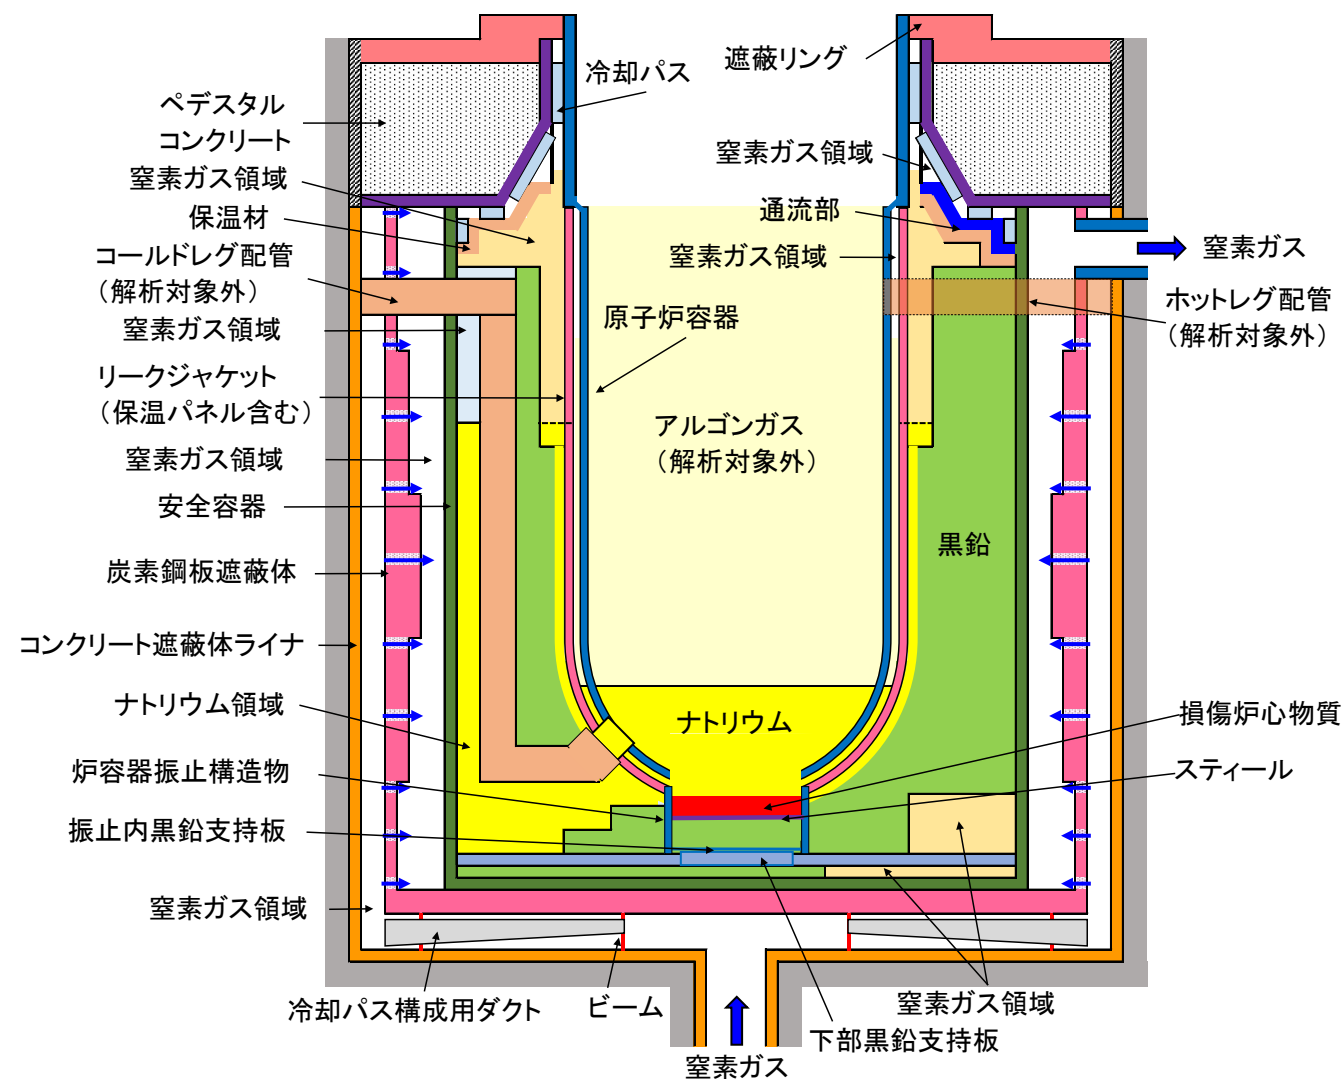 遮蔽リング
冷却パス
ペデスタル
コンクリート
窒素ガス領域
窒素ガス領域
保温材
通流部
コールドレグ配管
（解析対象外）
窒素ガス領域
窒素ガス
ホットレグ配管
（解析対象外）
窒素ガス領域
原子炉容器
リークジャケット
（保温パネル含む）
アルゴンガス
（解析対象外）
窒素ガス領域
安全容器
黒鉛
炭素鋼板遮蔽体
コンクリート遮蔽体ライナ
ナトリウム領域
ナトリウム
損傷炉心物質
炉容器振止構造物
スティール
振止内黒鉛支持板
窒素ガス領域
冷却パス構成用ダクト
ビーム
窒素ガス領域
下部黒鉛支持板
窒素ガス